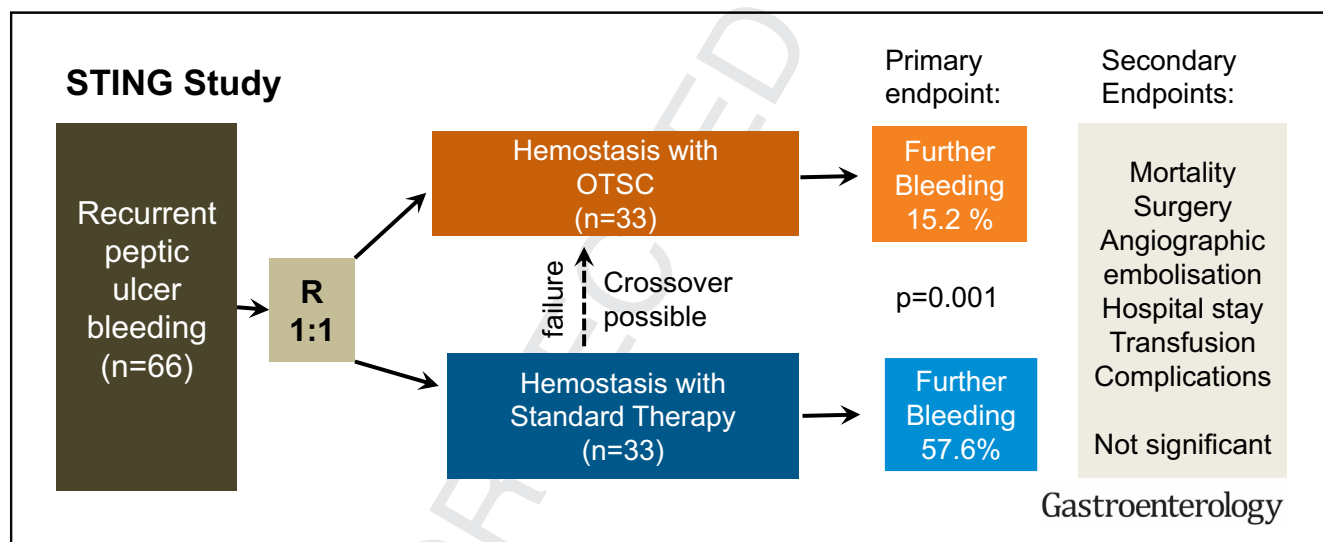 STING Study
Recurrent
peptic
ulcer
bleeding
(n=66)
R
1:1
Hemostasis with
OTSC
(n=33)
failure
Crossover
possible
Hemostasis with
Standard Therapy
(n=33)
Primary
endpoint:
Further
Bleeding
15.2 %
p=0.001
Further
Bleeding
57.6%
Secondary
Endpoints:
Mortality
Surgery
Angiographic
embolisation
Hospital stay
Transfusion
Complications
Not significant
Gastroenterology